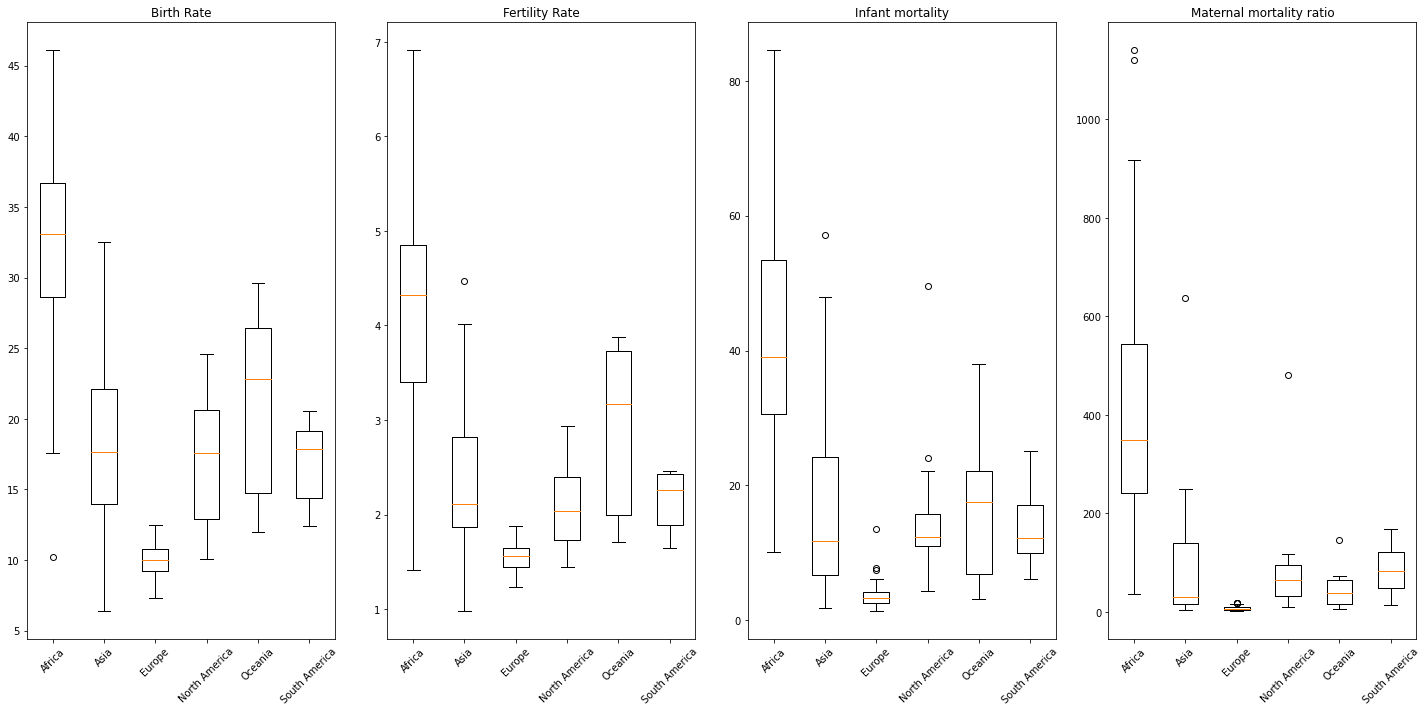 Birth Rate
45
40
35
30
25
20
15
10
5
Africa
Asia
Europe
North America
Oceania
South America
Fertility Rate
7
6
5
4
3
2
1
Africa
Asia
Europe
North America
Oceania
South America
Infant mortality
80
60
40
20
0
Africa
Asia
Europe
North America
Oceania
South America
Maternal mortality ratio
1000
800
600
400
200
0
Africa
Asia
Europe
North America
Oceania
South America